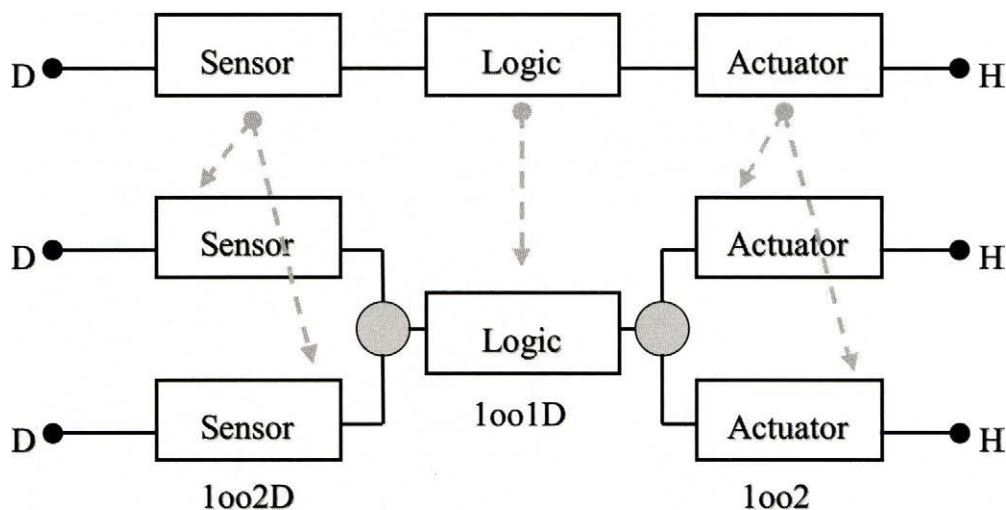 D Sensor Logic Actuator H
D Sensor Actuator H
Logic
1oo1D
D Sensor Actuator H
1oo2D 1oo2